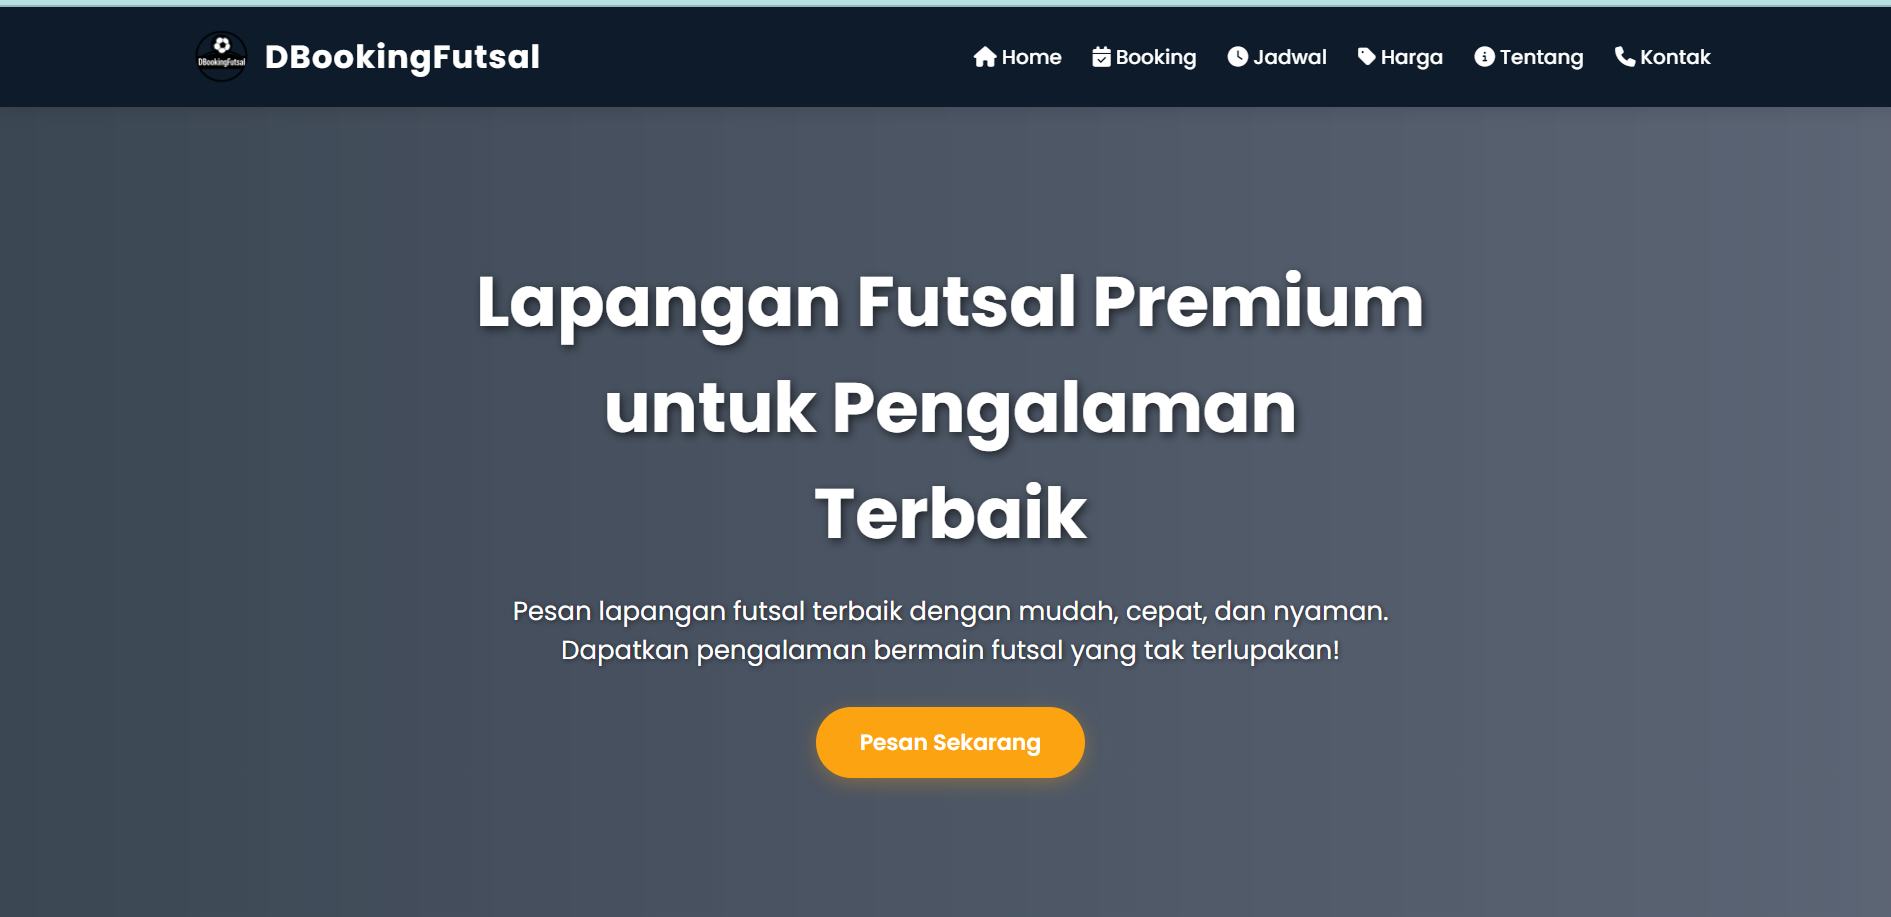 DBookingFutsal
DBookingFutsal
Home
Booking
Jadwal
Harga
Tentang
Kontak
Lapangan Futsal Premium
untuk Pengalaman
Terbaik
Pesan lapangan futsal terbaik dengan mudah, cepat, dan nyaman.
Dapatkan pengalaman bermain futsal yang tak terlupakan!
Pesan Sekarang